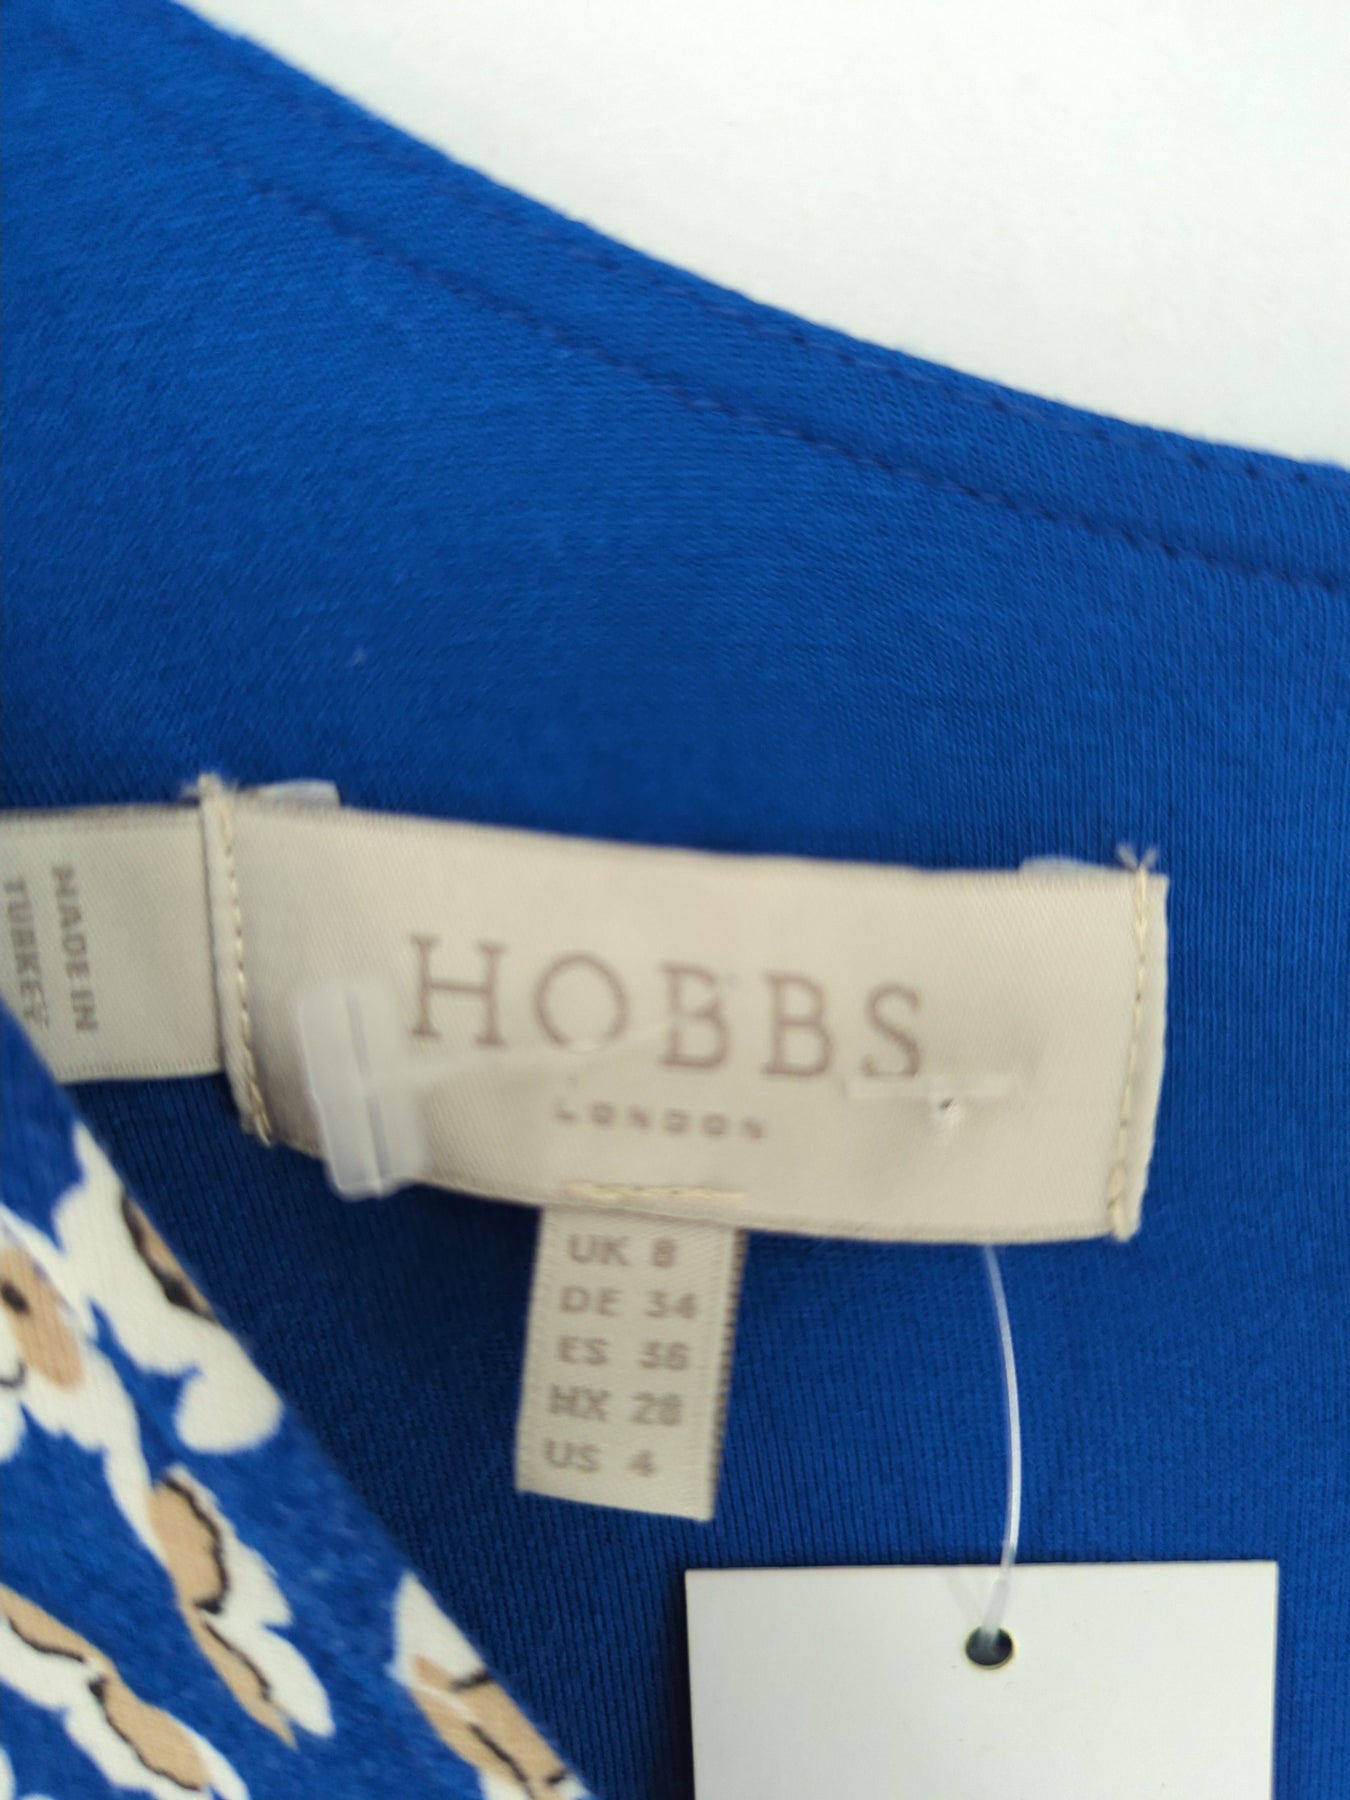 HOBBS
LONDON
UK 8
DE 34
ES 36
MX 28
US 4
MADE IN
TURKEY